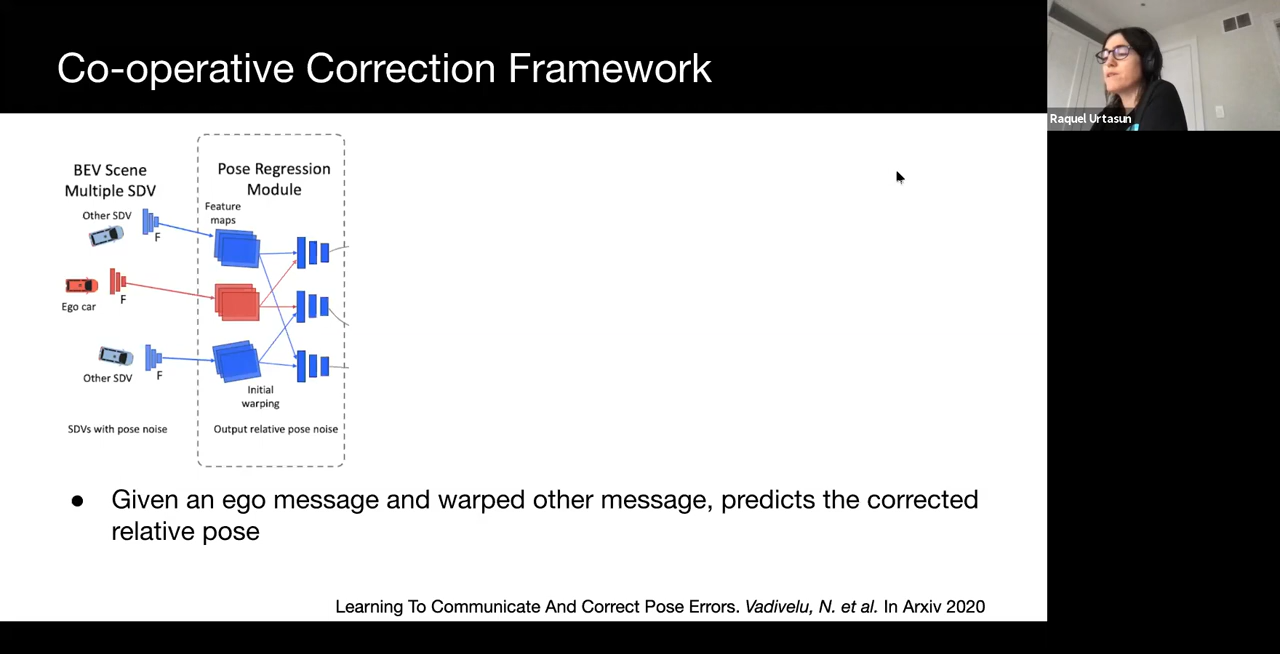 Co-operative Correction Framework
Raquel Urtasun
BEV Scene
Multiple SDV
Other SDV
F
Ego car
F
Other SDV
F
SDVs with pose noise
Pose Regression
Module
Feature
maps
Initial
warping
Output relative pose noise
● Given an ego message and warped other message, predicts the corrected
relative pose
Learning To Communicate And Correct Pose Errors. Vadivelu, N. et al. In Arxiv 2020